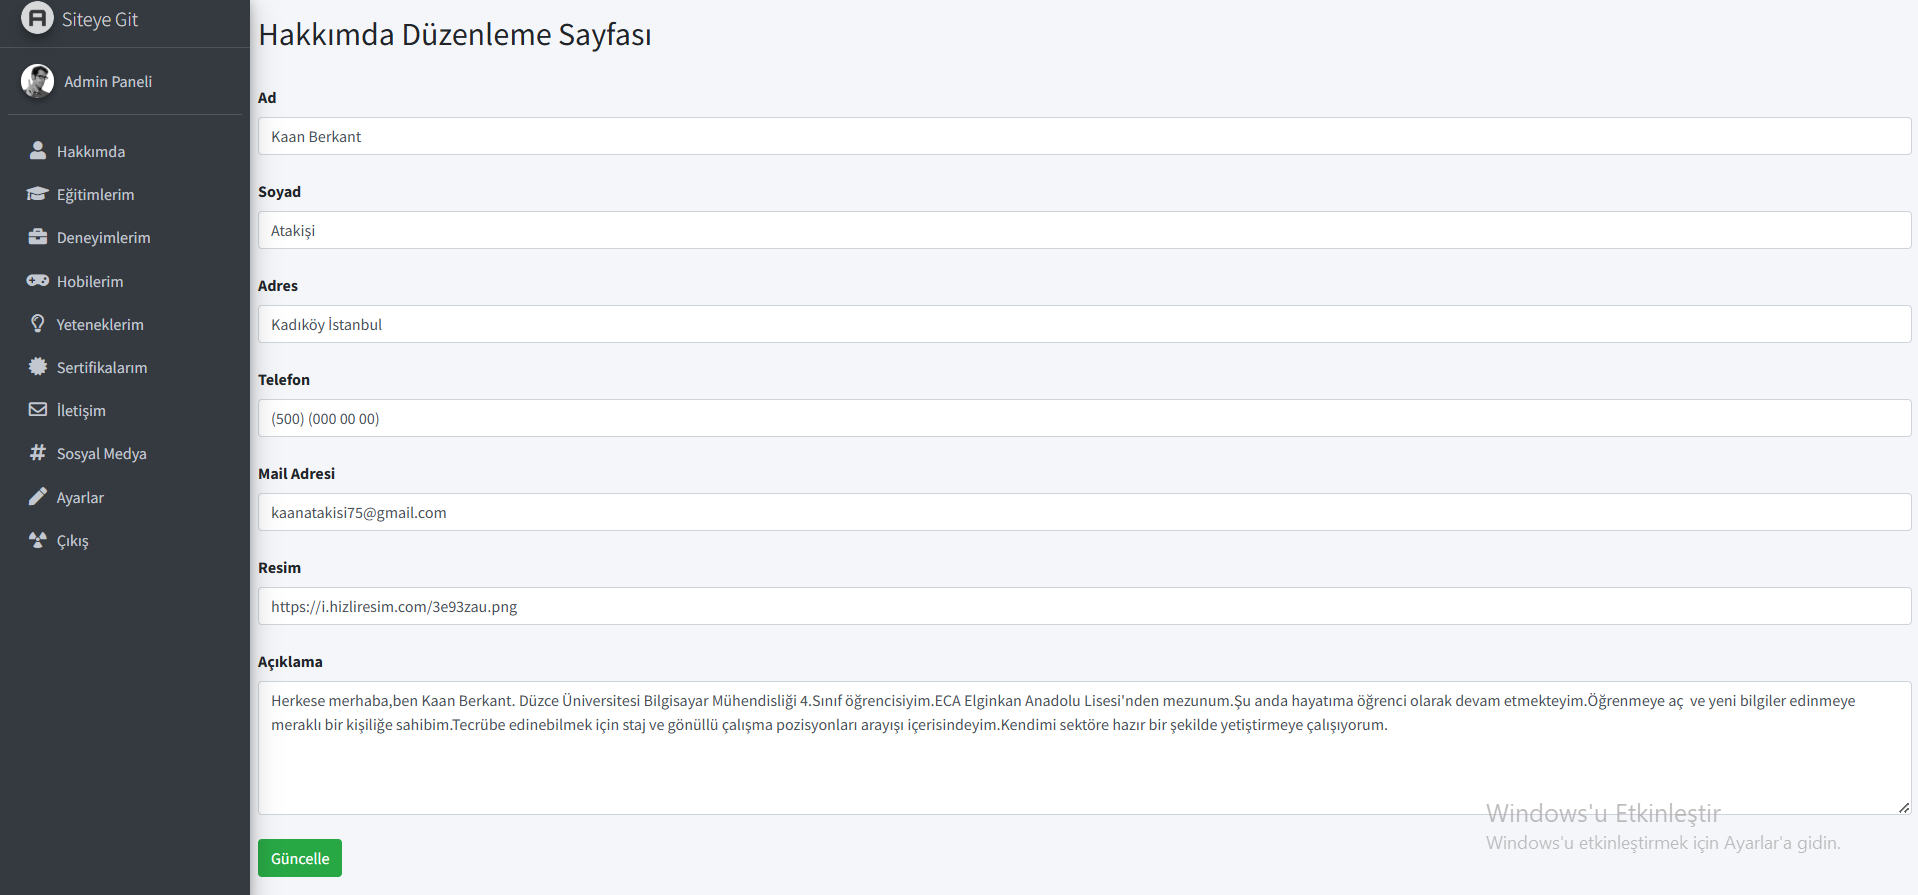 Siteye Git
Admin Paneli
Hakkımda
Eğitimlerim
Deneyimlerim
Hobilerim
Yeteneklerim
Sertifikalarım
İletişim
Sosyal Medya
Ayarlar
Çıkış
Hakkımda Düzenleme Sayfası
Ad
Kaan Berkant
Soyad
Atakişi
Adres
Kadıköy İstanbul
Telefon
(500) (000 00 00)
Mail Adresi
kaanatakisi75@gmail.com
Resim
https://i.hizliresim.com/3e93zau.png
Açıklama
Herkese merhaba,ben Kaan Berkant. Düzce Üniversitesi Bilgisayar Mühendisliği 4.Sınıf öğrencisiyim.ECA Elginkan Anadolu Lisesi'nden mezunum.Şu anda hayatıma öğrenci olarak devam etmekteyim.Öğrenmeye aç  ve yeni bilgiler edinmeye
meraklı bir kişiliğe sahibim.Tecrübe edinebilmek için staj ve gönüllü çalışma pozisyonları arayışı içerisindeyim.Kendimi sektöre hazır bir şekilde yetiştirmeye çalışıyorum.
Güncelle
Windows'u Etkinleştir
Windows'u etkinleştirmek için Ayarlar'a gidin.